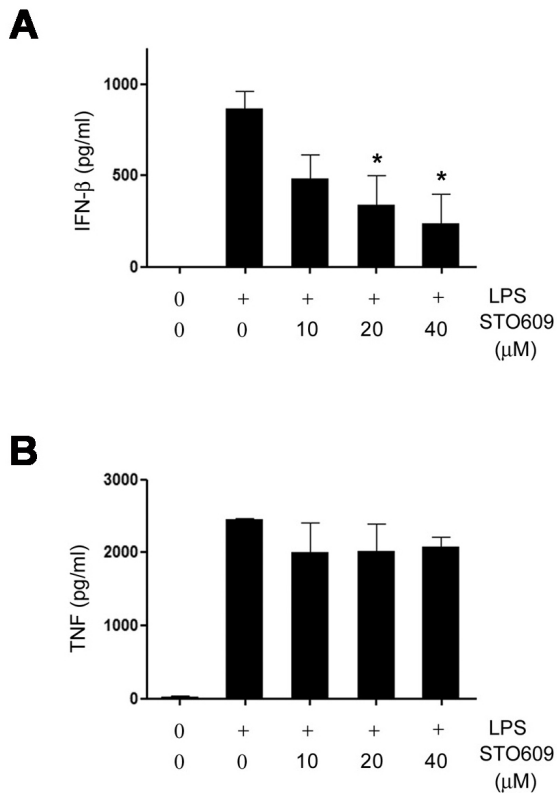 A
IFN-β (pg/ml)
1000
500
0
*
*
0 + + + + LPS
0 0 10 20 40 STO609
(μM)
B
TNF (pg/ml)
3000
2000
1000
0
0 + + + + LPS
0 0 10 20 40 STO609
(μM)